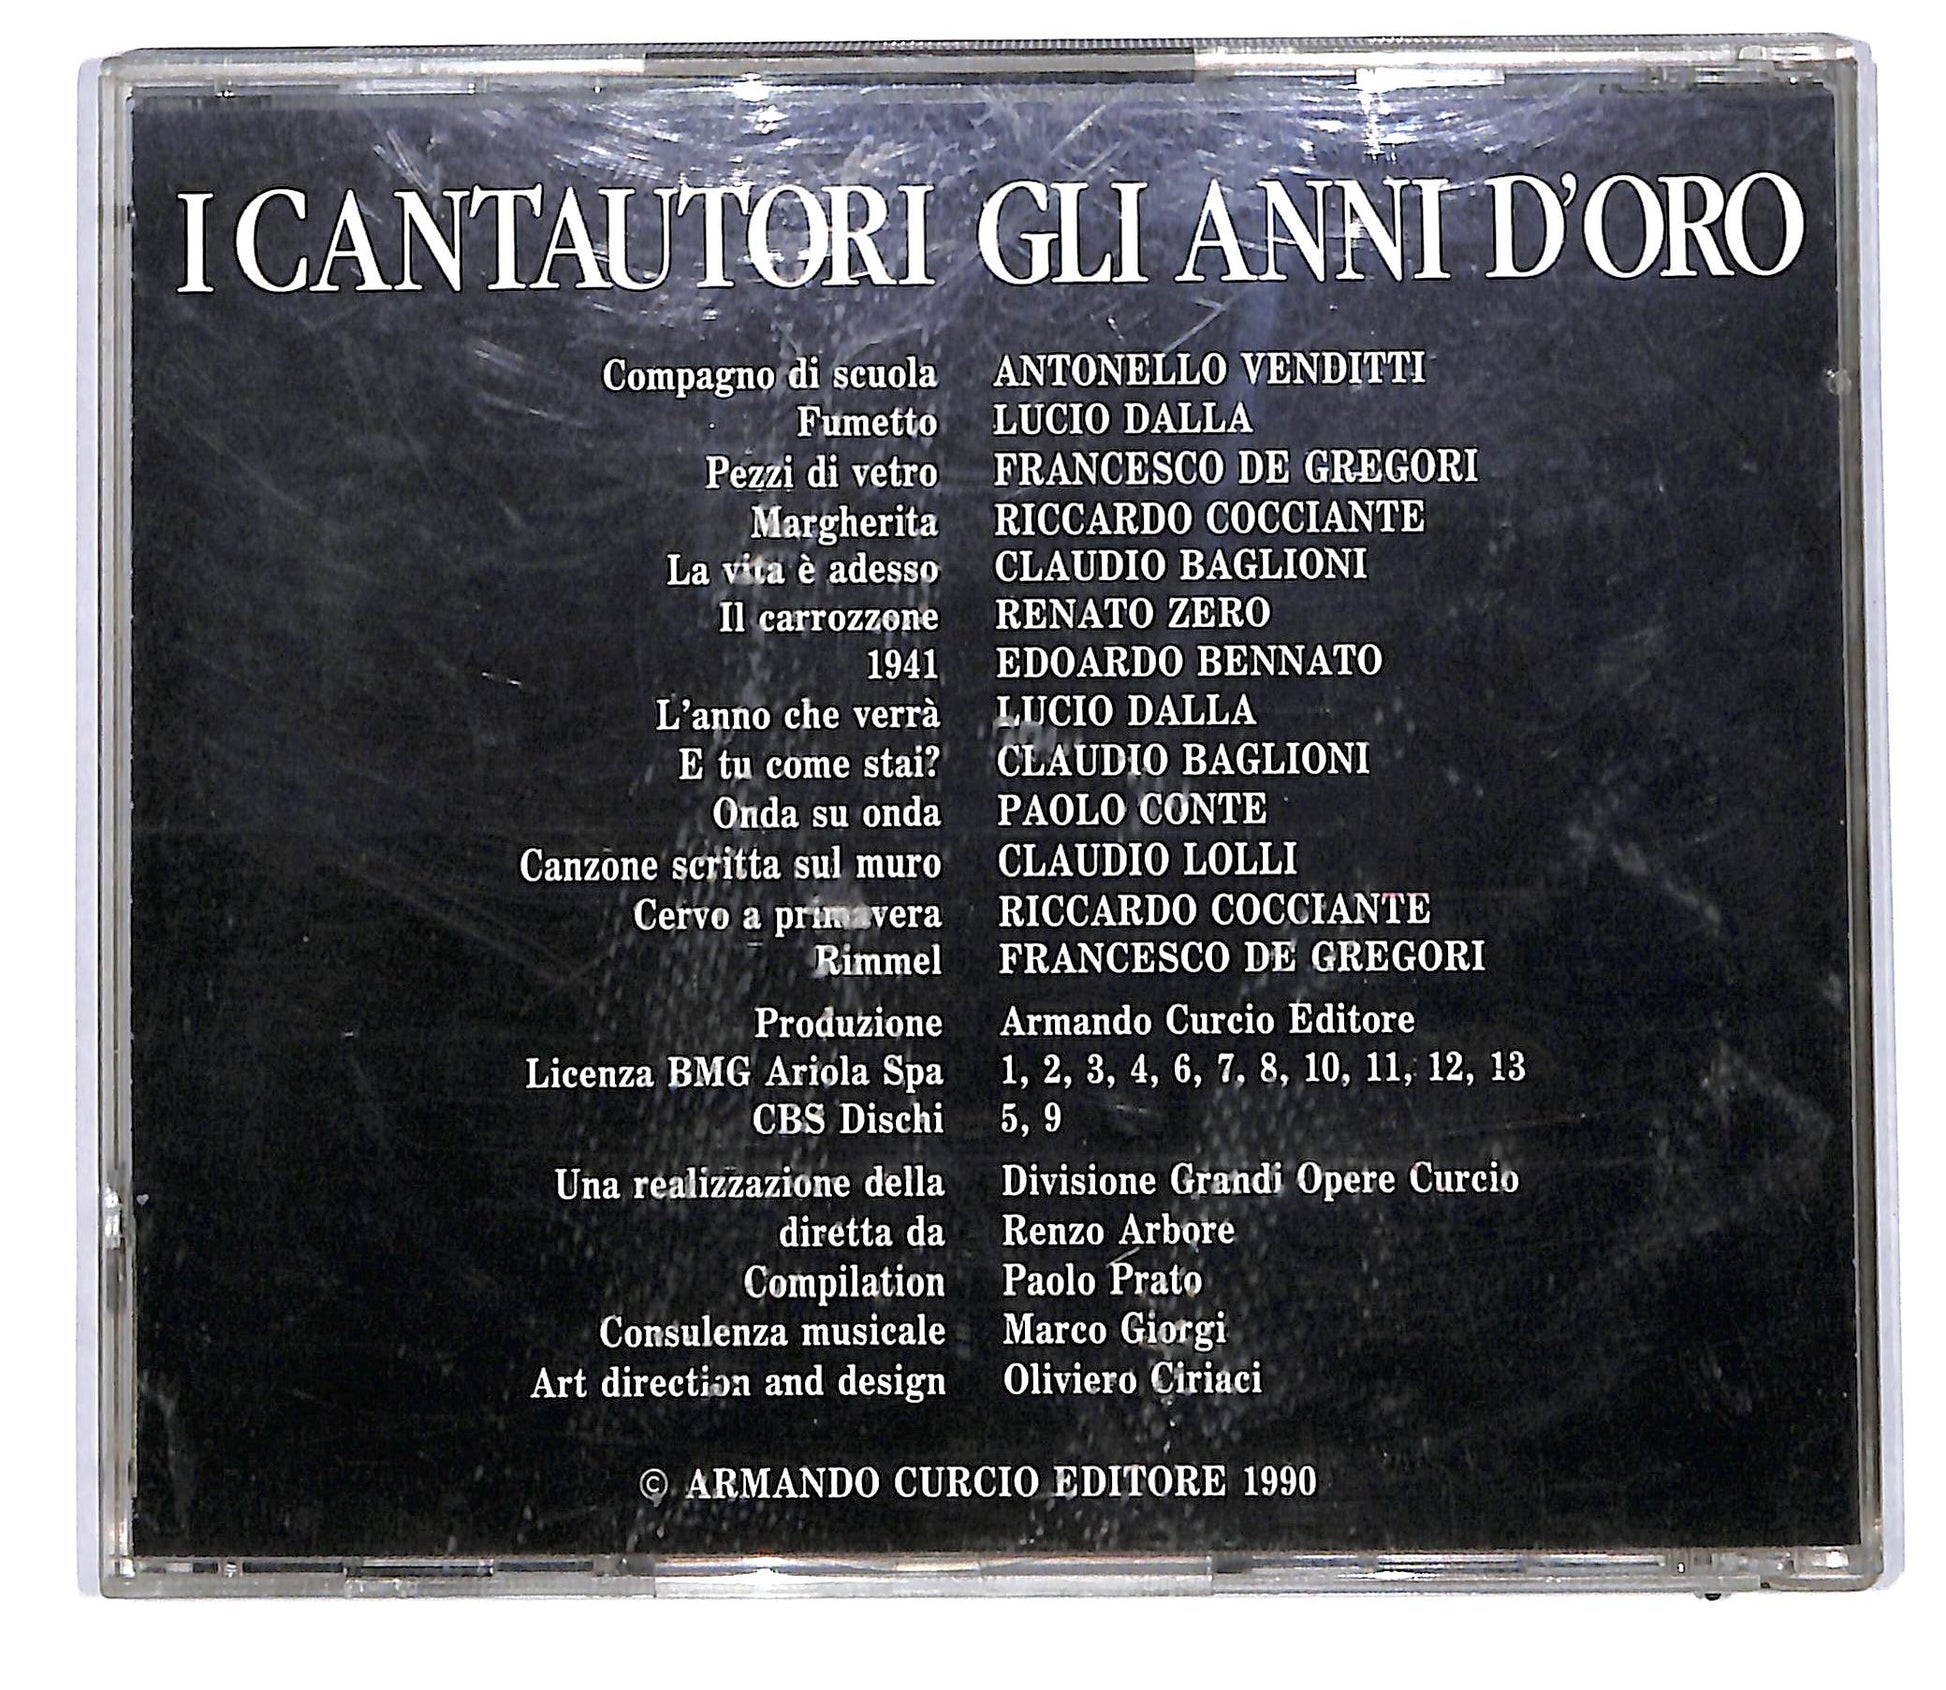 I CANTAUTORI GLI ANNI D'ORO
Compagno di scuola ANTONELLO VENDITTI
Fumetto LUCIO DALLA
Pezzi di vetro FRANCESCO DE GREGORI
Margherita RICCARDO COCCIANTE
La vita è adesso CLAUDIO BAGLIONI
Il carrozzone RENATO ZERO
1941 EDOARDO BENNATO
L'anno che verrà LUCIO DALLA
E tu come stai? CLAUDIO BAGLIONI
Onda su onda PAOLO CONTE
Canzone scritta sul muro CLAUDIO LOLLI
Cervo a primavera RICCARDO COCCIANTE
Rimmel FRANCESCO DE GREGORI
Produzione Armando Curcio Editore
Licenza BMG Ariola Spa 1, 2, 3, 4, 6, 7, 8, 10, 11, 12, 13
CBS Dischi 5, 9
Una realizzazione della Divisione Grandi Opere Curcio
diretta da Renzo Arbore
Compilation Paolo Prato
Consulenza musicale Marco Giorgi
Art direction and design Oliviero Ciriaci
© ARMANDO CURCIO EDITORE 1990